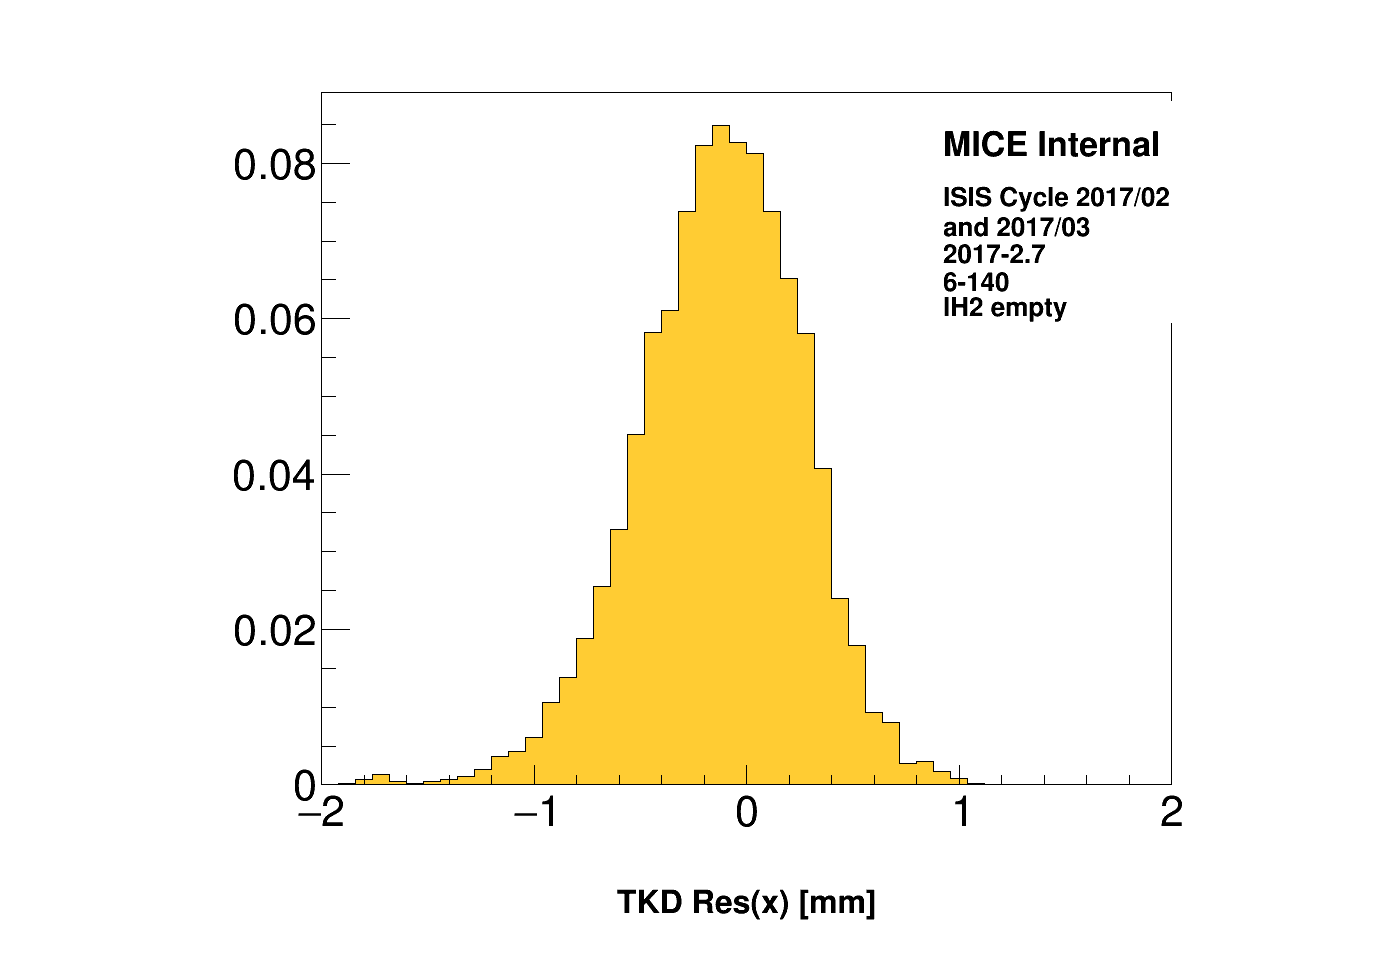 MICE Internal
ISIS Cycle 2017/02
and 2017/03
2017-2.7
6-140
lH2 empty
0.08
0.06
0.04
0.02
0
−2 −1 0 1 2
TKD Res(x) [mm]